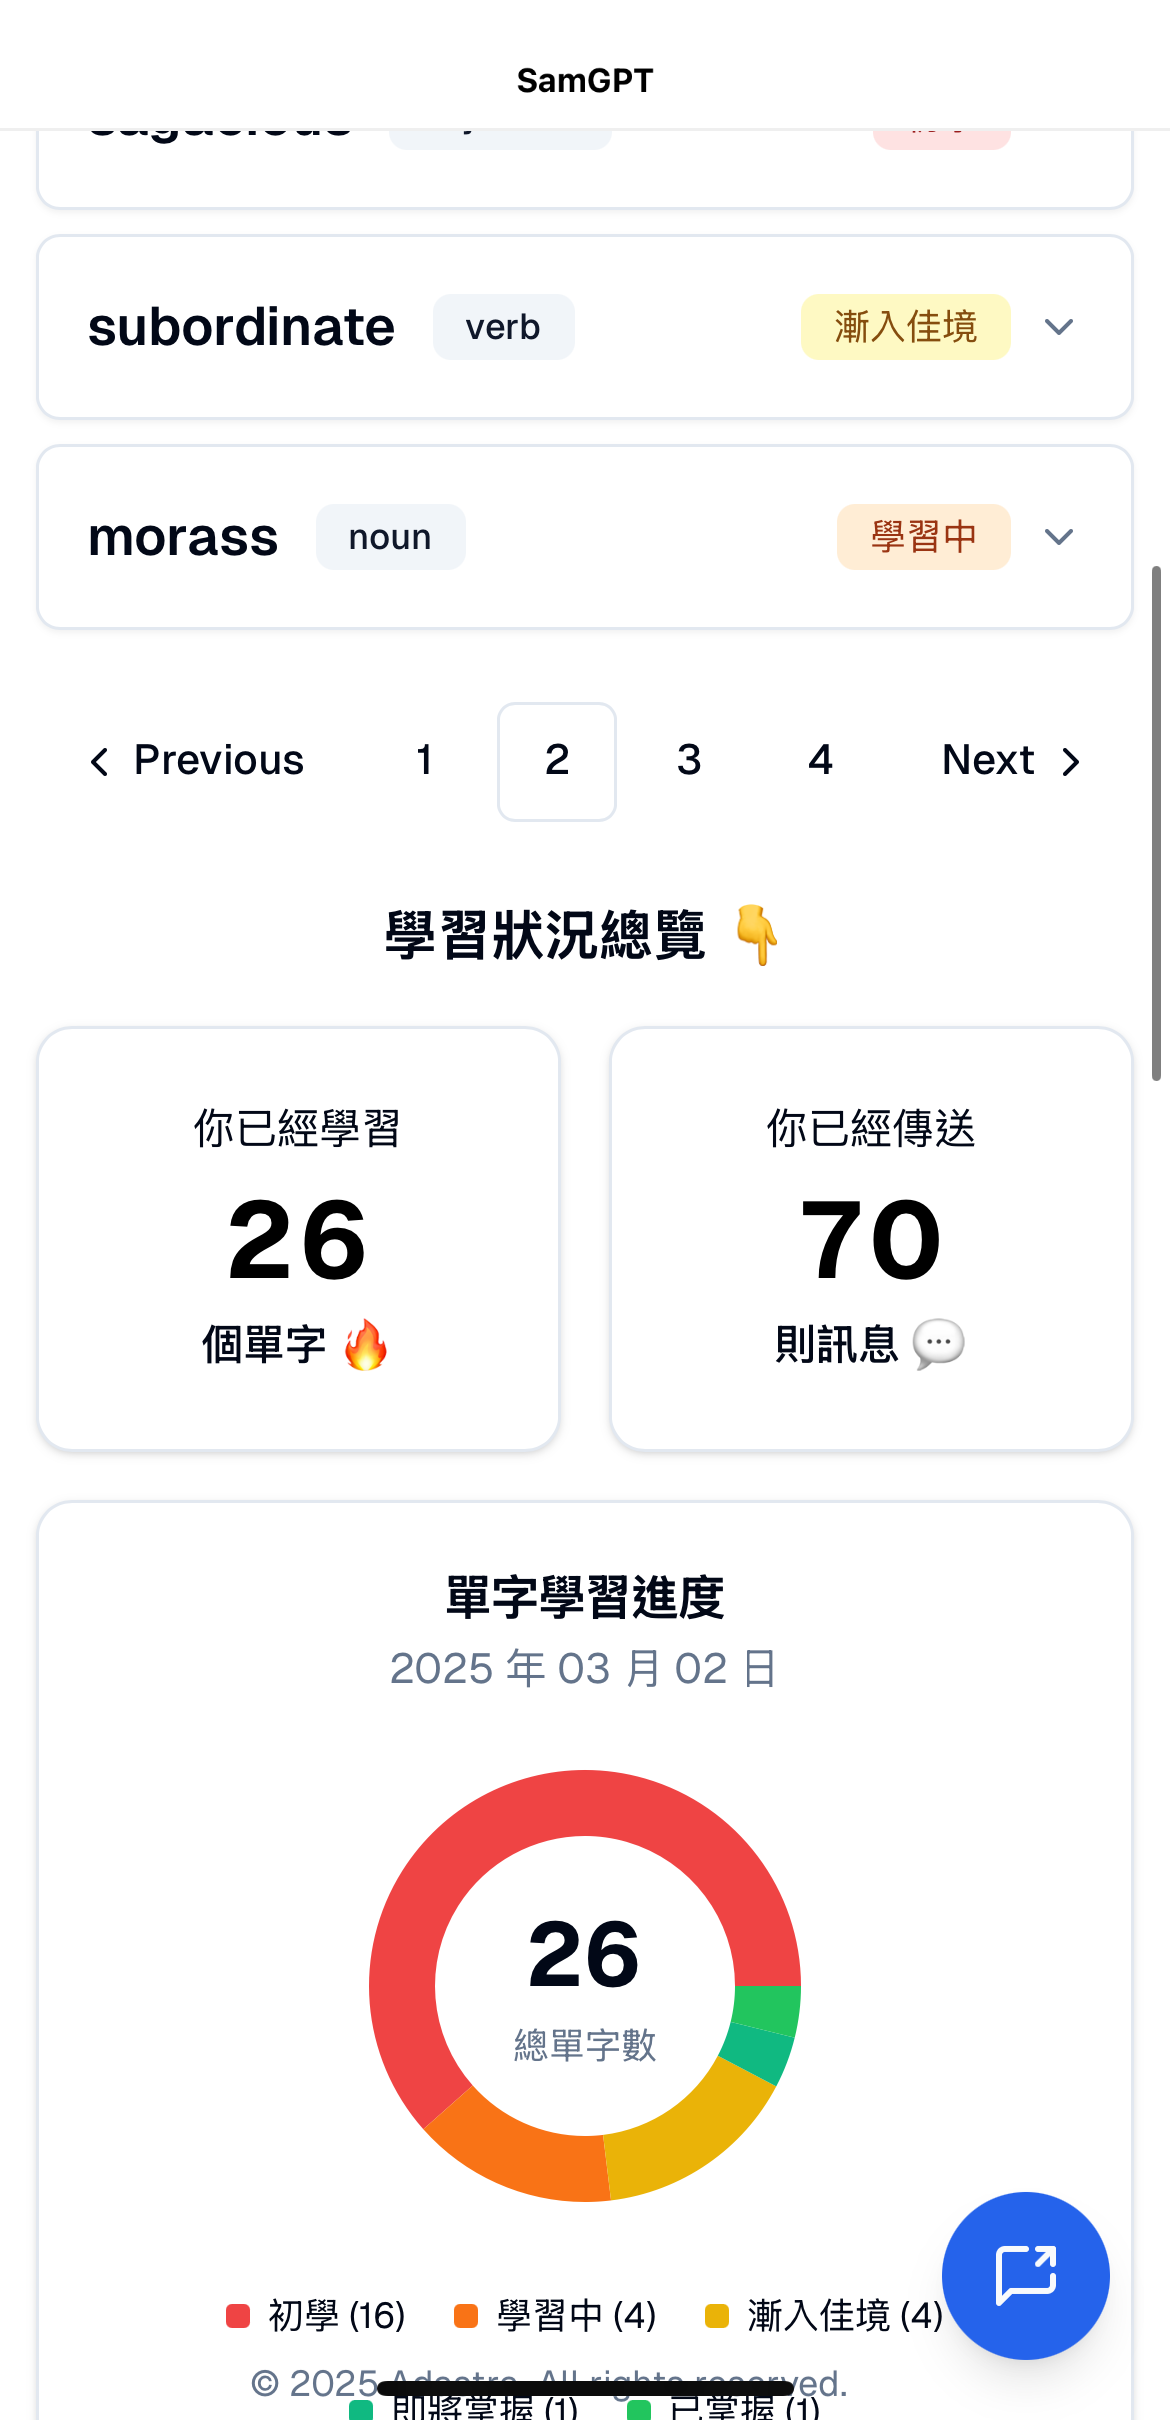 SamGPT
sagacious
subordinate verb 漸入佳境
morass noun 學習中
Previous 1 2 3 4 Next
學習狀況總覽 👇
你已經學習
26
個單字 🔥
你已經傳送
70
則訊息 💬
單字學習進度
2025 年 03 月 02 日
26
總單字數
初學 (16) 學習中 (4) 漸入佳境 (4)
© 2025 Adastra. All rights reserved.
即將掌握 (1) 已掌握 (1)